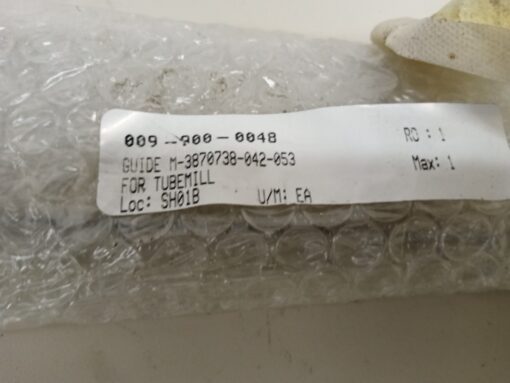 009-900-0048 RO : 1
GUIDE M-3870738-042-053 Max: 1
FOR TUBEMILL
Loc: SH01B U/M: EA